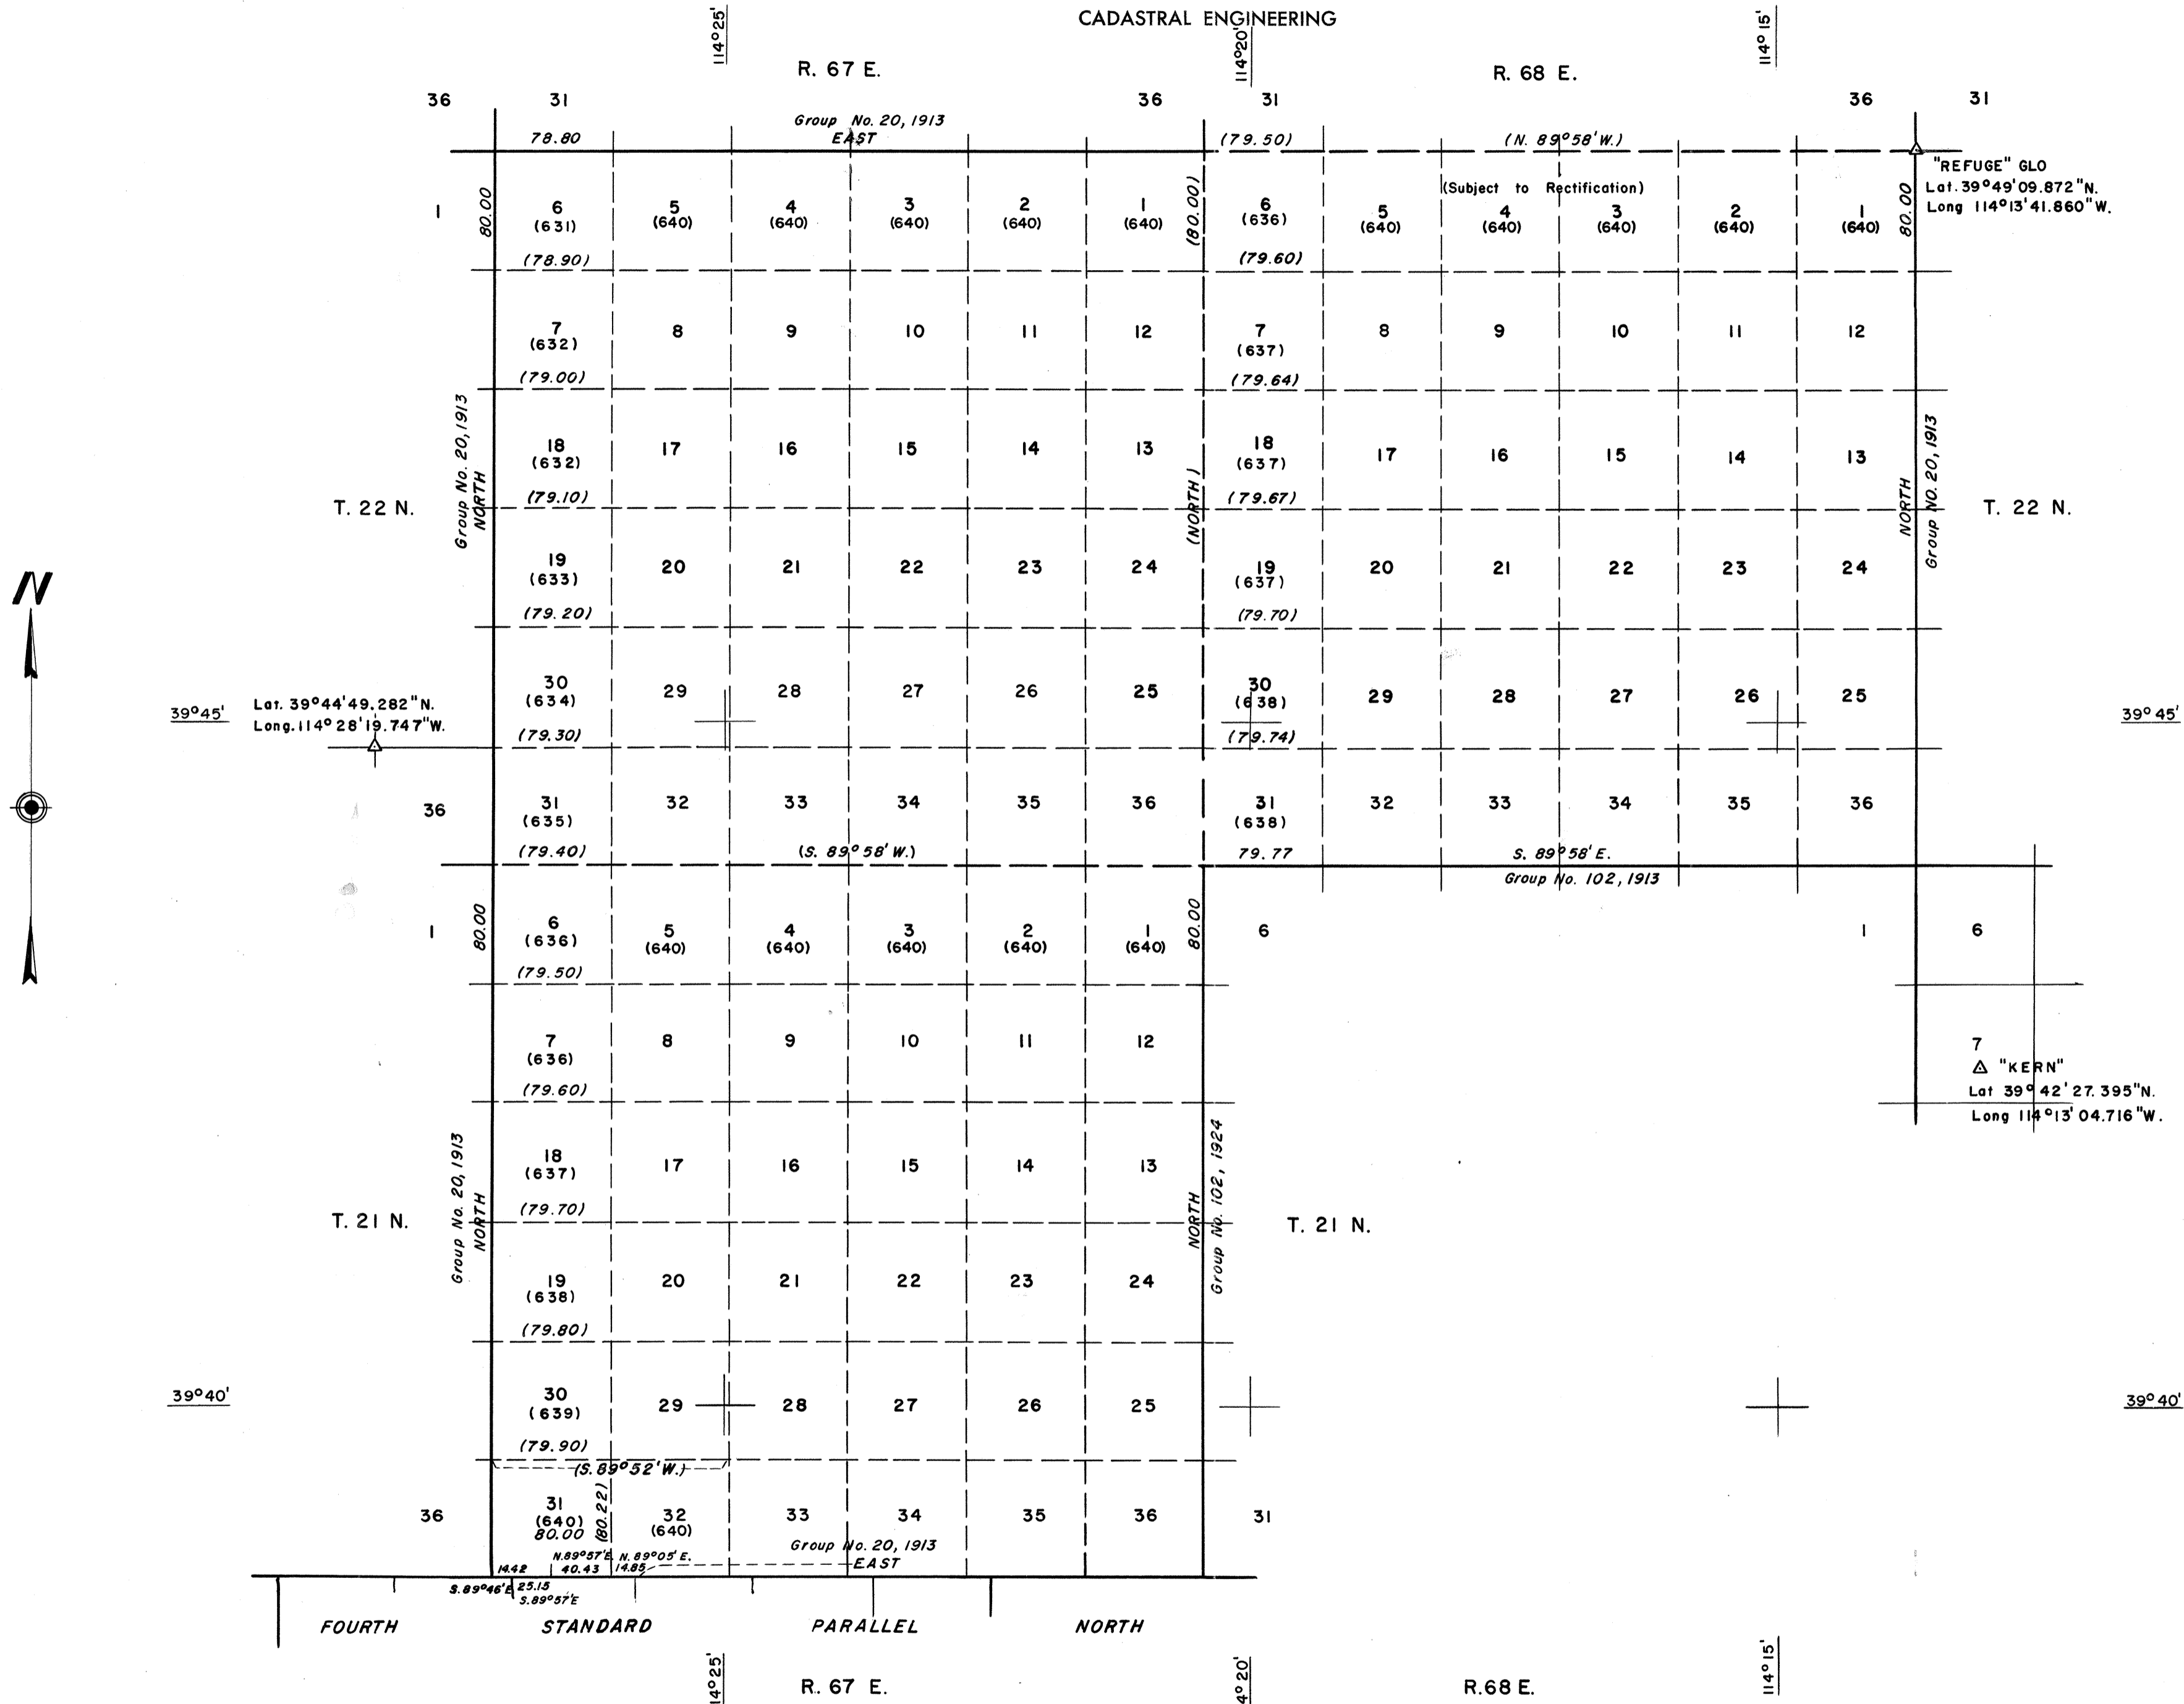 CADASTRAL ENGINEERING
114°25'
114°20'
114°15'
R. 67 E.
R. 68 E.
36 31 36 31 36 31
Group No. 20, 1913
78.80 EAST (79.50) (N. 89°58'W.)
"REFUGE" GLO
Lat. 39°49'09.872"N.
Long 114°13'41.860"W.
(Subject to Rectification)
1 80.00 6 5 4 3 2 1 (80.00) 6 5 4 3 2 1 80.00
(631) (640) (640) (640) (640) (640) (636) (640) (640) (640) (640) (640)
(78.90) (79.60)
7 8 9 10 11 12 7 8 9 10 11 12
(632) (637)
(79.00) (79.64)
18 17 16 15 14 13 18 17 16 15 14 13
(632) (637)
(79.10) (79.67)
T. 22 N. Group No. 20, 1913 NORTH (NORTH) NORTH Group NO. 20, 1913 T. 22 N.
19 20 21 22 23 24 19 20 21 22 23 24
(633) (637)
(79.20) (79.70)
N
30 29 28 27 26 25 30 29 28 27 26 25
(634) (638)
39°45' Lat. 39°44'49.282"N. 39°45'
Long. 114°28'19.747"W.
(79.30) (79.74)
36 31 32 33 34 35 36 31 32 33 34 35 36
(635) (638)
(79.40) (S. 89°58'W.) 79.77 S. 89°58'E.
Group No. 102, 1913
1 80.00 6 5 4 3 2 1 80.00 6 1 6
(636) (640) (640) (640) (640) (640)
(79.50)
7 8 9 10 11 12 7
(636)
"KERN"
Lat 39°42'27.395"N.
Long 114°13'04.716"W.
(79.60)
18 17 16 15 14 13
(637)
(79.70)
T. 21 N. Group No. 20, 1913 NORTH NORTH Group No. 102, 1924 T. 21 N.
19 20 21 22 23 24
(638)
(79.80)
39°40' 30 29 28 27 26 25 39°40'
(639)
(79.90)
(S. 89°52'W.)
36 31 (80.22) 32 33 34 35 36 31
(640) (640)
80.00
Group No. 20, 1913
N.89°57'E. N. 89°05'E. EAST
14.42 40.43 14.85
S.89°46'E. 25.15
S.89°57'E
FOURTH STANDARD PARALLEL NORTH
14°25'
4°20'
114°15'
R. 67 E.
R.68 E.